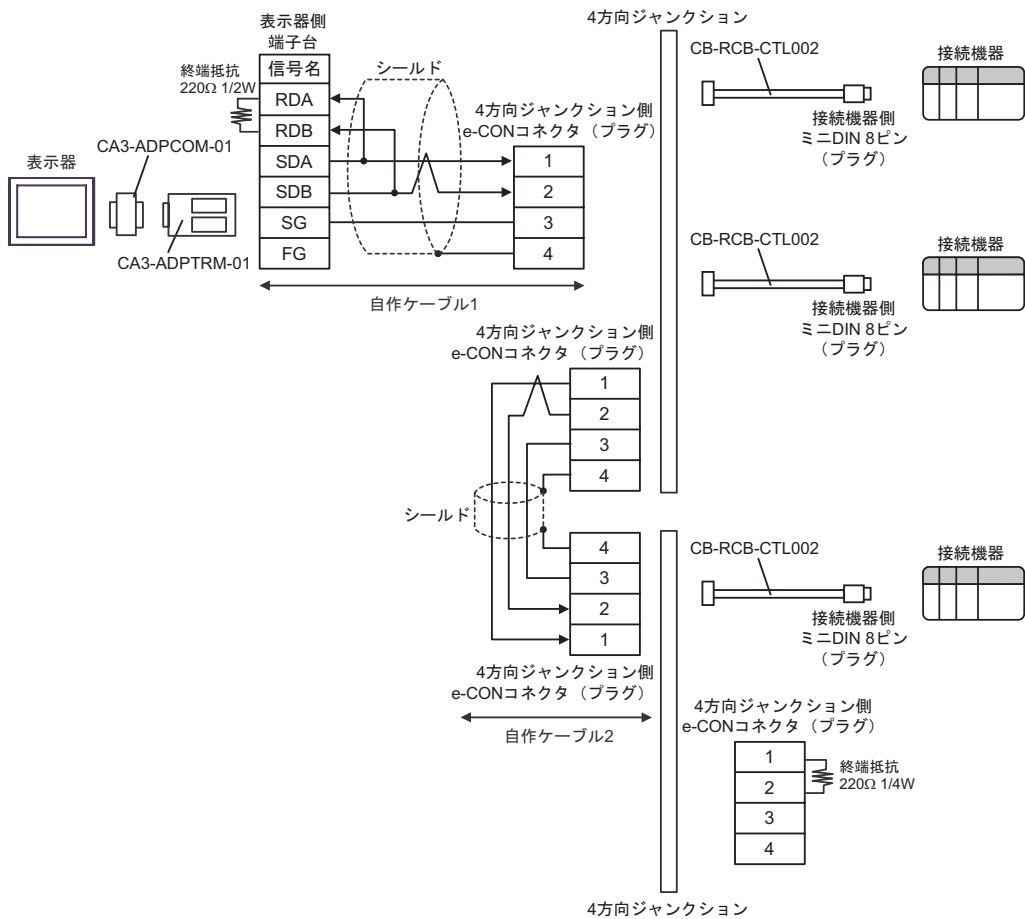 4方向ジャンクション
表示器側
端子台
信号名
RDA
RDB
SDA
SDB
SG
FG
終端抵抗
220Ω 1/2W
シールド
4方向ジャンクション側
e-CONコネクタ（プラグ）
1
2
3
4
表示器
CA3-ADPCOM-01
CA3-ADPTRM-01
自作ケーブル1
CB-RCB-CTL002
接続機器
接続機器側
ミニDIN 8ピン
（プラグ）
CB-RCB-CTL002
接続機器
接続機器側
ミニDIN 8ピン
（プラグ）
4方向ジャンクション側
e-CONコネクタ（プラグ）
1
2
3
4
シールド
4
3
2
1
4方向ジャンクション側
e-CONコネクタ（プラグ）
自作ケーブル2
CB-RCB-CTL002
接続機器
接続機器側
ミニDIN 8ピン
（プラグ）
4方向ジャンクション側
e-CONコネクタ（プラグ）
1
2
3
4
終端抵抗
220Ω 1/4W
4方向ジャンクション